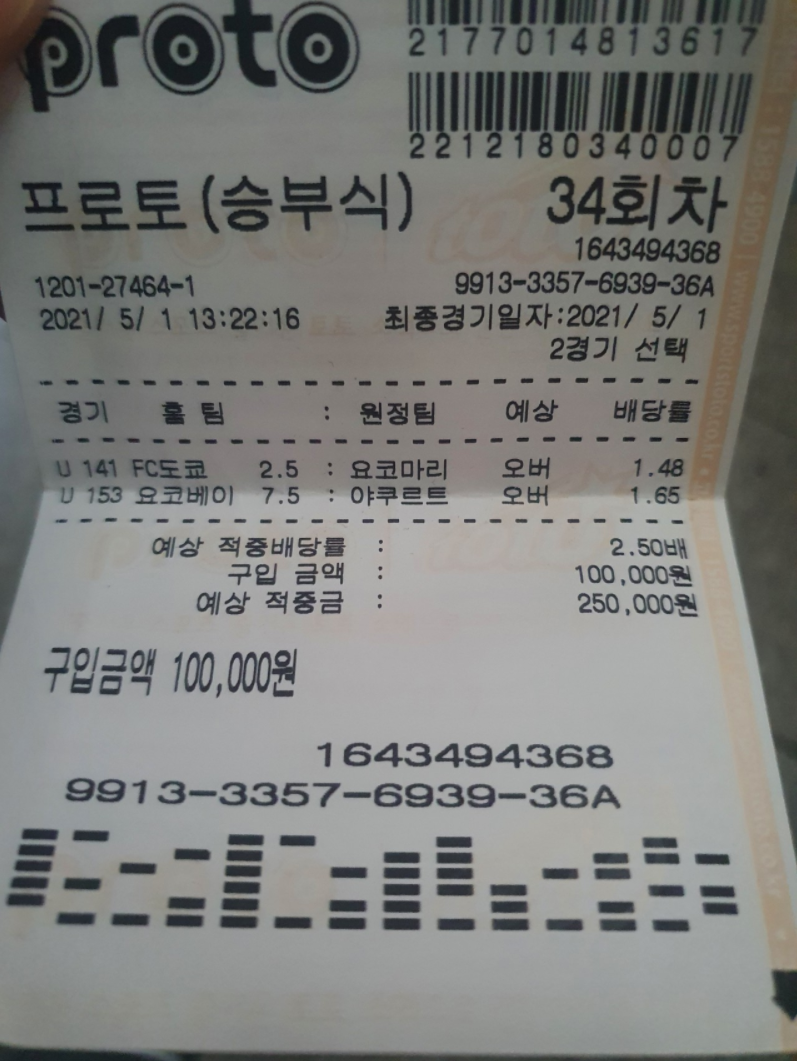 proto
2177014813617
2212180340007
프로토(승부식) 34회차
1643494368
1201-27464-1 9913-3357-6939-36A
2021/ 5/ 1 13:22:16 최종경기일자:2021/ 5/ 1
2경기 선택
경기 홈 팀 : 원정팀 예상 배당률
U 141 FC도쿄 2.5 : 요코마리 오버 1.48
U 153 요코베이 7.5 : 야쿠르트 오버 1.65
예상 적중배당률 : 2.50배
구입 금액 : 100,000원
예상 적중금 : 250,000원
구입금액 100,000원
1643494368
9913-3357-6939-36A